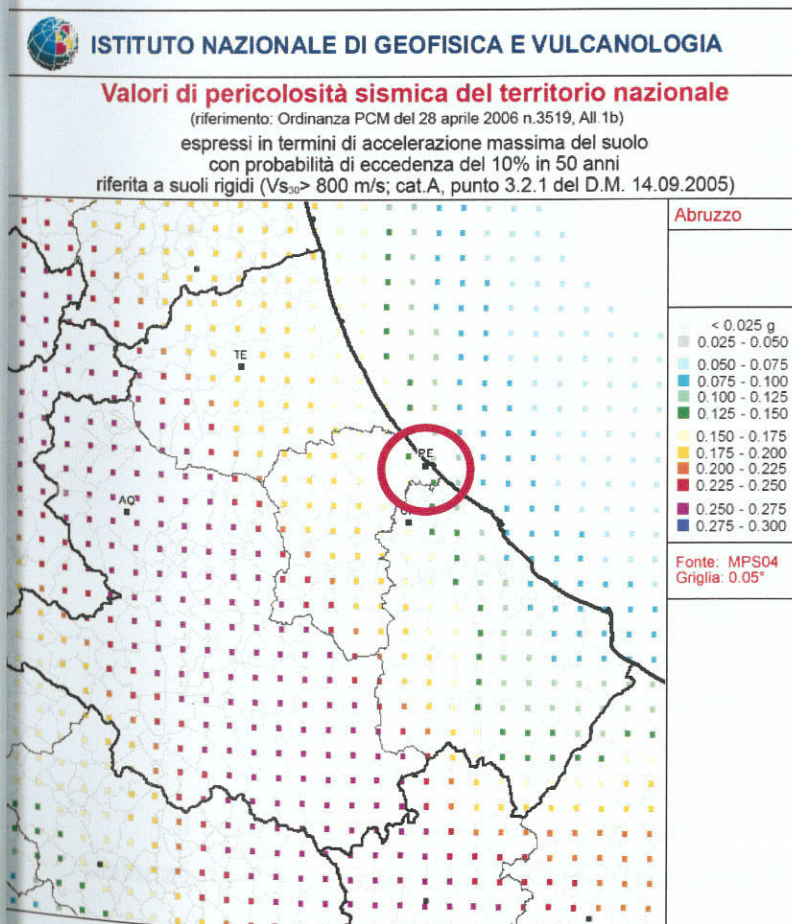 ISTITUTO NAZIONALE DI GEOFISICA E VULCANOLOGIA
Valori di pericolosità sismica del territorio nazionale
(riferimento: Ordinanza PCM del 28 aprile 2006 n.3519, All.1b)
espressi in termini di accelerazione massima del suolo
con probabilità di eccedenza del 10% in 50 anni
riferita a suoli rigidi (Vs₃₀> 800 m/s; cat.A, punto 3.2.1 del D.M. 14.09.2005)
Abruzzo
< 0.025 g
0.025 - 0.050
0.050 - 0.075
0.075 - 0.100
0.100 - 0.125
0.125 - 0.150
0.150 - 0.175
0.175 - 0.200
0.200 - 0.225
0.225 - 0.250
0.250 - 0.275
0.275 - 0.300
Fonte: MPS04
Griglia: 0.05°
TE
PE
AQ